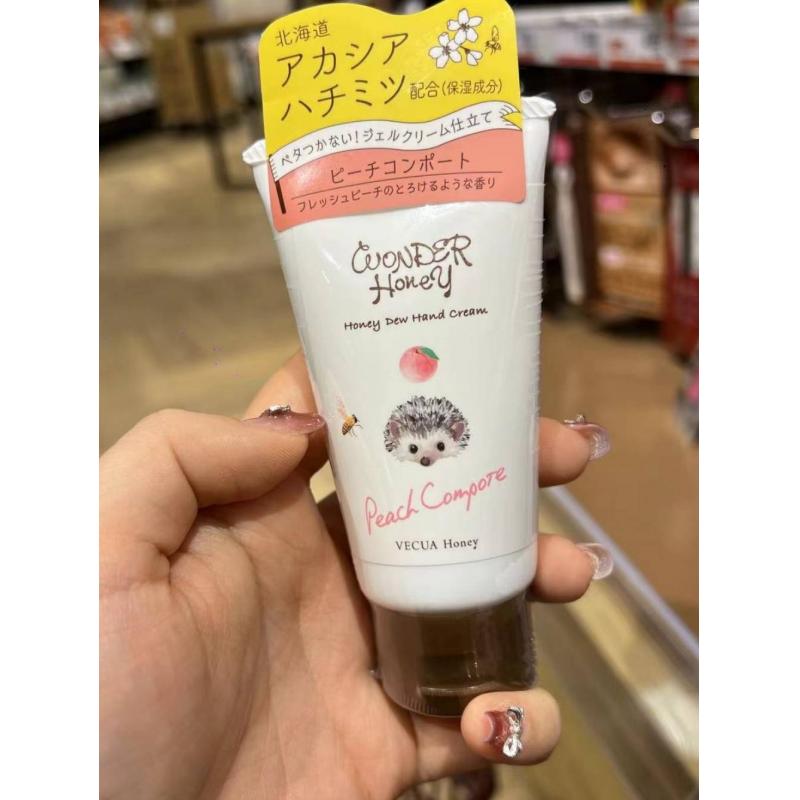 北海道
アカシア
ハチミツ配合(保湿成分)
ベタつかない!ジェルクリーム仕立て
ピーチコンポート
フレッシュピーチのとろけるような香り
WONDER
HoneY
Honey Dew Hand Cream
Peach Compote
VECUA Honey